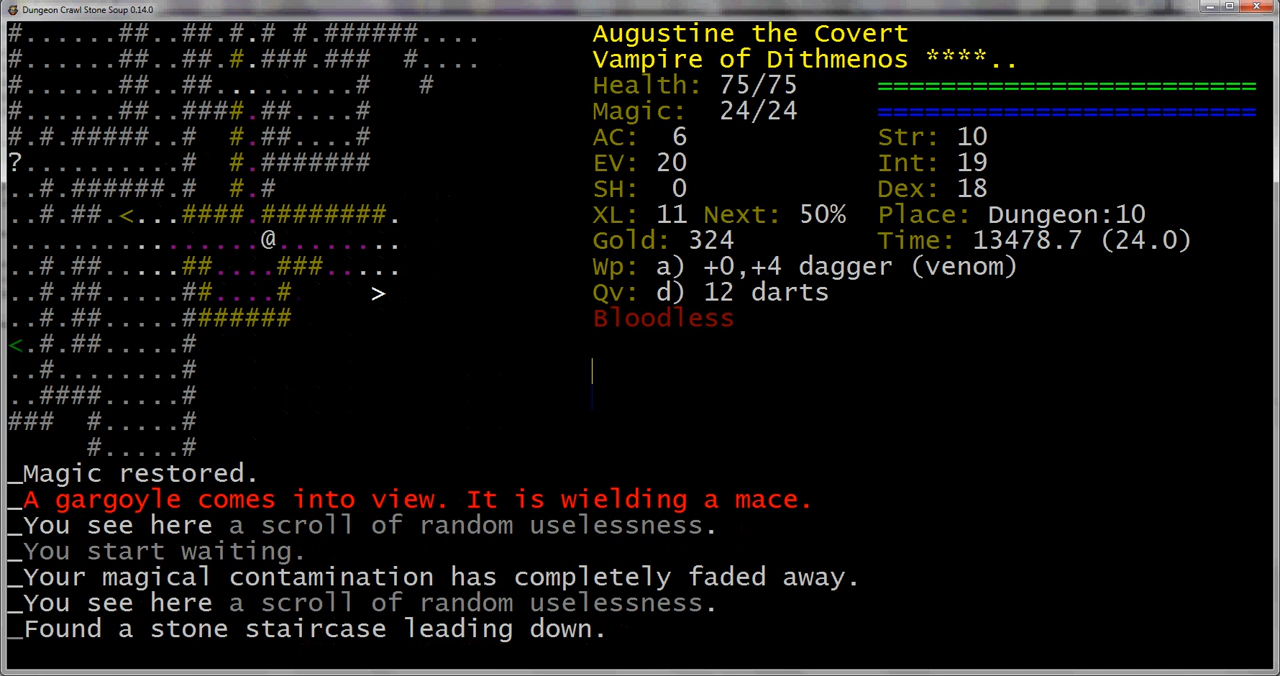 Dungeon Crawl Stone Soup 0.14.0
#......##..##.#.# #.######....
#......##..##.#.###.###  #....
#......##..##..........#   #
#......##..####.##....#
#.#.#####..#  #.##....#
?..........#  #.#######
..#.######.#  #.#
..#.##.<...####.########.
................@........
..#.##.....##....###.....
..#.##.....##....#     >
..#.##.....#######
<.#.##.....#
..#........#
..####.....#
###  #.....#
     #.....#
Augustine the Covert
Vampire of Dithmenos ****..
Health: 75/75 ========================
Magic: 24/24 ========================
AC: 6 Str: 10
EV: 20 Int: 19
SH: 0 Dex: 18
XL: 11 Next: 50% Place: Dungeon:10
Gold: 324 Time: 13478.7 (24.0)
Wp: a) +0,+4 dagger (venom)
Qv: d) 12 darts
Bloodless
_Magic restored.
_A gargoyle comes into view. It is wielding a mace.
_You see here a scroll of random uselessness.
_You start waiting.
_Your magical contamination has completely faded away.
_You see here a scroll of random uselessness.
_Found a stone staircase leading down.